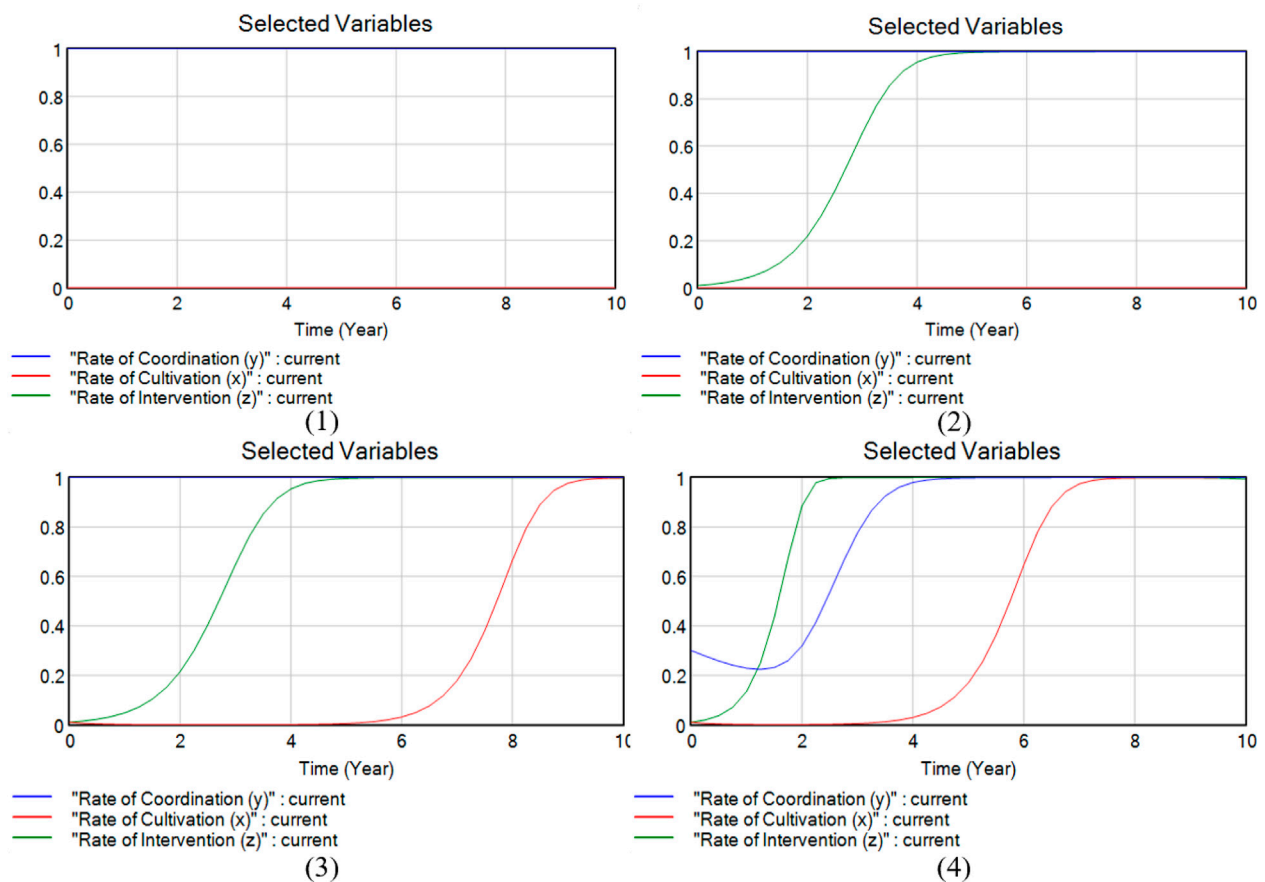 Selected Variables
1
0.8
0.6
0.4
0.2
0
0 2 4 6 8 10
Time (Year)
"Rate of Coordination (y)" : current
"Rate of Cultivation (x)" : current
"Rate of Intervention (z)" : current
(1)
Selected Variables
1
0.8
0.6
0.4
0.2
0
0 2 4 6 8 10
Time (Year)
"Rate of Coordination (y)" : current
"Rate of Cultivation (x)" : current
"Rate of Intervention (z)" : current
(2)
Selected Variables
1
0.8
0.6
0.4
0.2
0
0 2 4 6 8 10
Time (Year)
"Rate of Coordination (y)" : current
"Rate of Cultivation (x)" : current
"Rate of Intervention (z)" : current
(3)
Selected Variables
1
0.8
0.6
0.4
0.2
0
0 2 4 6 8 10
Time (Year)
"Rate of Coordination (y)" : current
"Rate of Cultivation (x)" : current
"Rate of Intervention (z)" : current
(4)